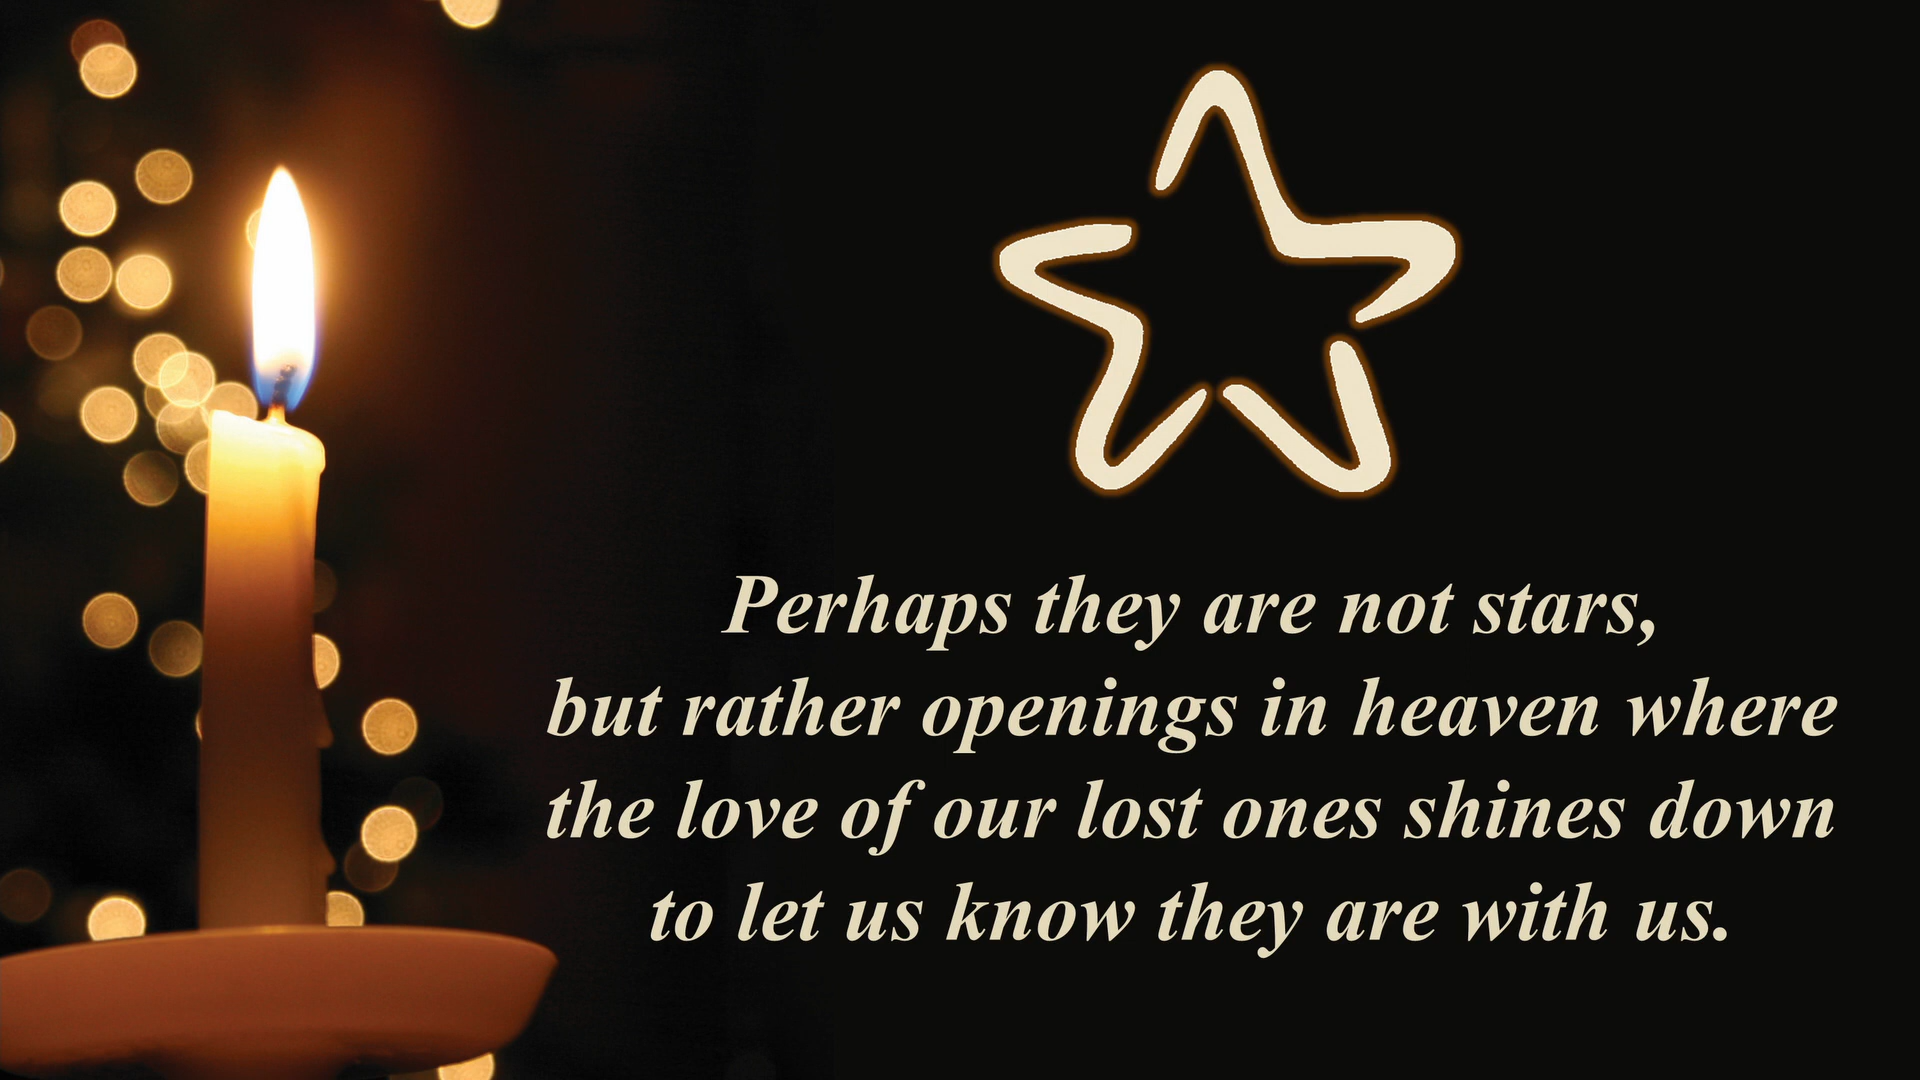 Perhaps they are not stars,
but rather openings in heaven where
the love of our lost ones shines down
to let us know they are with us.